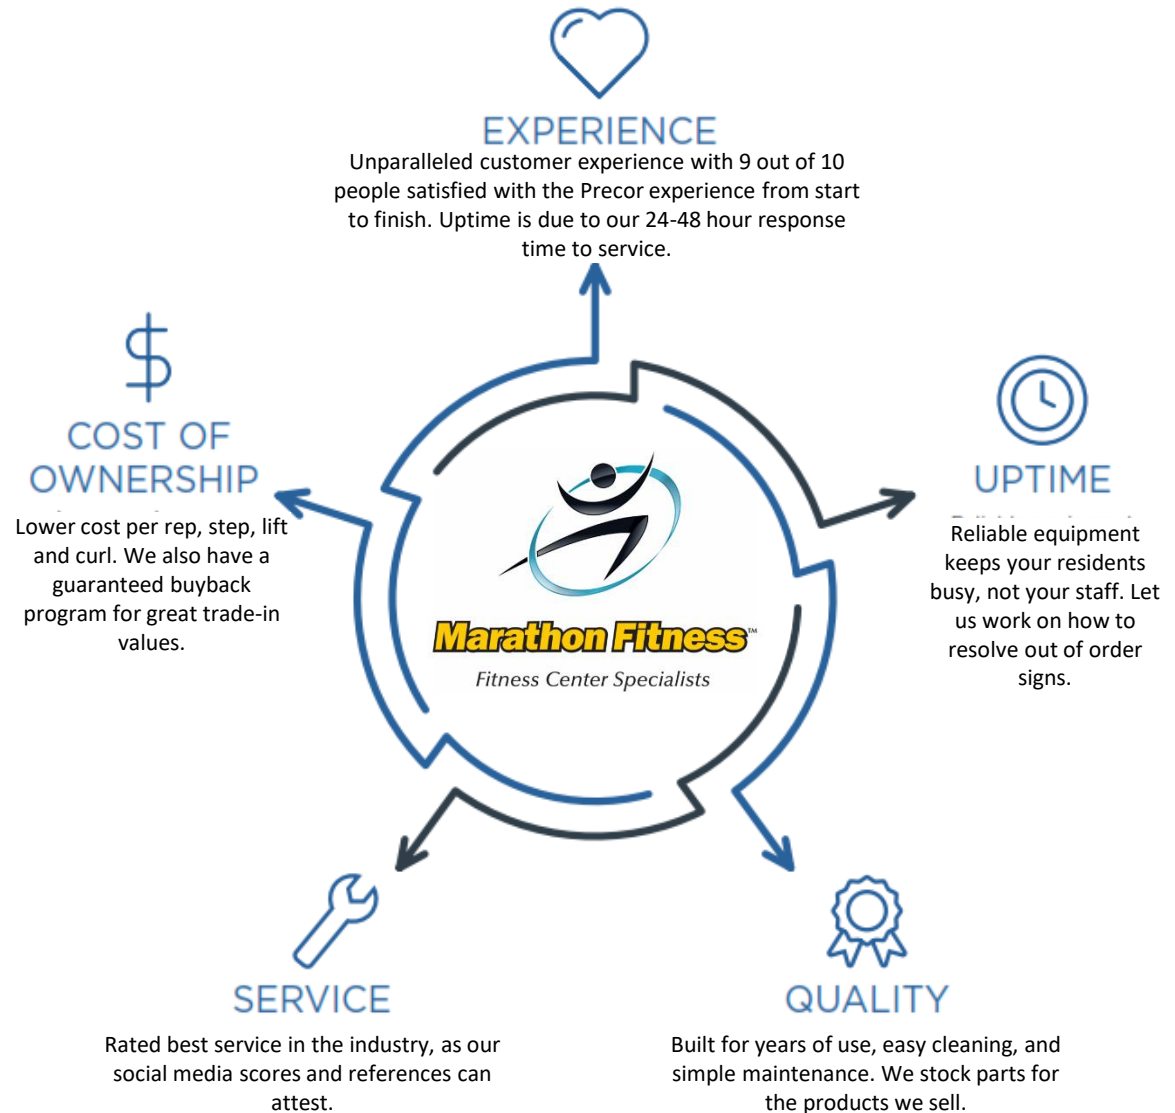 EXPERIENCE
Unparalleled customer experience with 9 out of 10
people satisfied with the Precor experience from start
to finish. Uptime is due to our 24-48 hour response
time to service.
COST OF
OWNERSHIP
Lower cost per rep, step, lift
and curl. We also have a
guaranteed buyback
program for great trade-in
values.
UPTIME
Reliable equipment
keeps your residents
busy, not your staff. Let
us work on how to
resolve out of order
signs.
Marathon Fitness™
Fitness Center Specialists
SERVICE
Rated best service in the industry, as our
social media scores and references can
attest.
QUALITY
Built for years of use, easy cleaning, and
simple maintenance. We stock parts for
the products we sell.